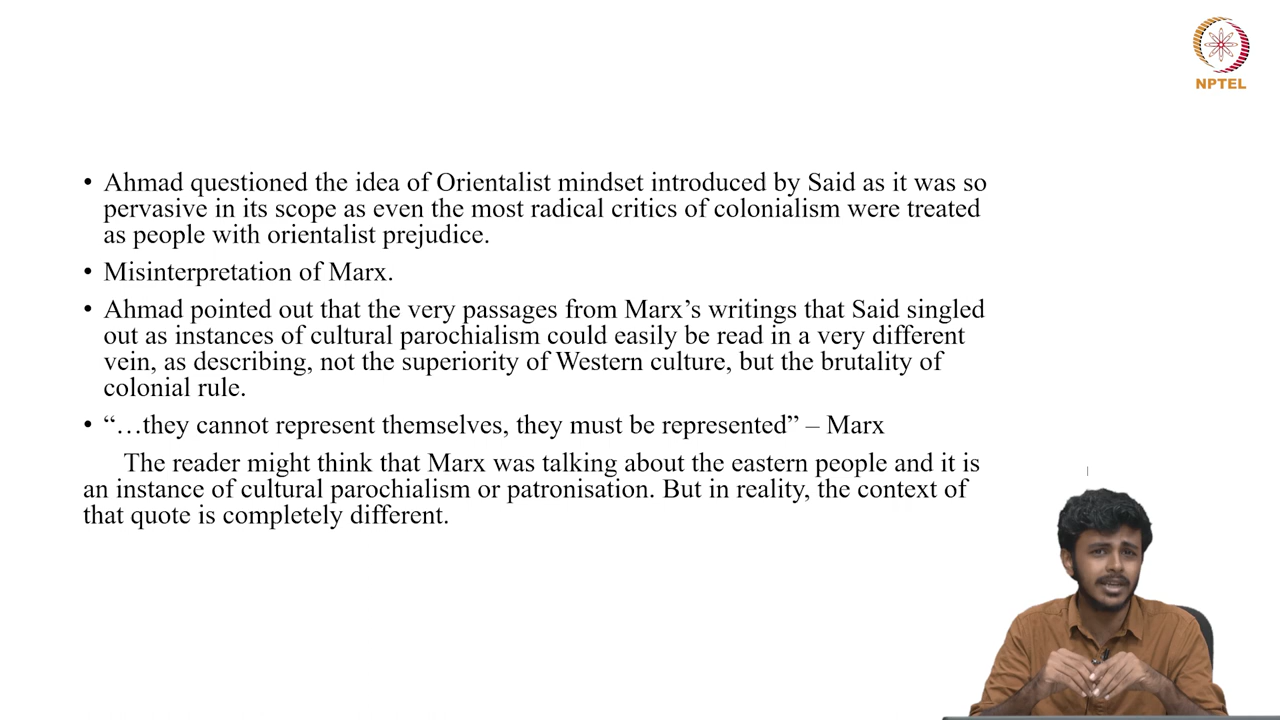 NPTEL
• Ahmad questioned the idea of Orientalist mindset introduced by Said as it was so
pervasive in its scope as even the most radical critics of colonialism were treated
as people with orientalist prejudice.
• Misinterpretation of Marx.
• Ahmad pointed out that the very passages from Marx’s writings that Said singled
out as instances of cultural parochialism could easily be read in a very different
vein, as describing, not the superiority of Western culture, but the brutality of
colonial rule.
• “…they cannot represent themselves, they must be represented” – Marx
The reader might think that Marx was talking about the eastern people and it is
an instance of cultural parochialism or patronisation. But in reality, the context of
that quote is completely different.